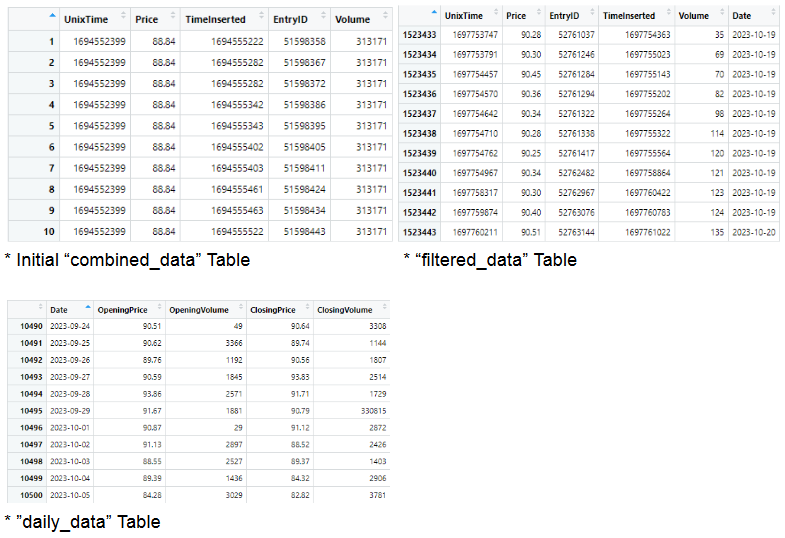 UnixTime Price TimeInserted EntryID Volume
1 1694552399 88.84 1694555222 51598358 313171
2 1694552399 88.84 1694555282 51598367 313171
3 1694552399 88.84 1694555282 51598372 313171
4 1694552399 88.84 1694555342 51598386 313171
5 1694552399 88.84 1694555343 51598395 313171
6 1694552399 88.84 1694555402 51598405 313171
7 1694552399 88.84 1694555403 51598411 313171
8 1694552399 88.84 1694555461 51598424 313171
9 1694552399 88.84 1694555463 51598434 313171
10 1694552399 88.84 1694555522 51598443 313171
* Initial “combined_data” Table
UnixTime Price EntryID TimeInserted Volume Date
1523433 1697753747 90.28 52761037 1697754363 35 2023-10-19
1523434 1697753791 90.30 52761246 1697755023 69 2023-10-19
1523435 1697754457 90.45 52761284 1697755143 70 2023-10-19
1523436 1697754570 90.36 52761294 1697755202 82 2023-10-19
1523437 1697754642 90.34 52761322 1697755264 98 2023-10-19
1523438 1697754710 90.28 52761338 1697755322 114 2023-10-19
1523439 1697754762 90.25 52761417 1697755564 120 2023-10-19
1523440 1697754967 90.34 52762482 1697758864 121 2023-10-19
1523441 1697758317 90.30 52762967 1697760422 123 2023-10-19
1523442 1697759874 90.40 52763076 1697760783 124 2023-10-19
1523443 1697760211 90.51 52763144 1697761022 135 2023-10-20
* “filtered_data” Table
Date OpeningPrice OpeningVolume ClosingPrice ClosingVolume
10490 2023-09-24 90.51 49 90.64 3308
10491 2023-09-25 90.62 3366 89.74 1144
10492 2023-09-26 89.76 1192 90.56 1807
10493 2023-09-27 90.59 1845 93.83 2514
10494 2023-09-28 93.86 2571 91.71 1729
10495 2023-09-29 91.67 1881 90.79 330815
10496 2023-10-01 90.87 29 91.12 2872
10497 2023-10-02 91.13 2897 88.52 2426
10498 2023-10-03 88.55 2527 89.37 1403
10499 2023-10-04 89.39 1436 84.32 2906
10500 2023-10-05 84.28 3029 82.82 3781
* ”daily_data” Table